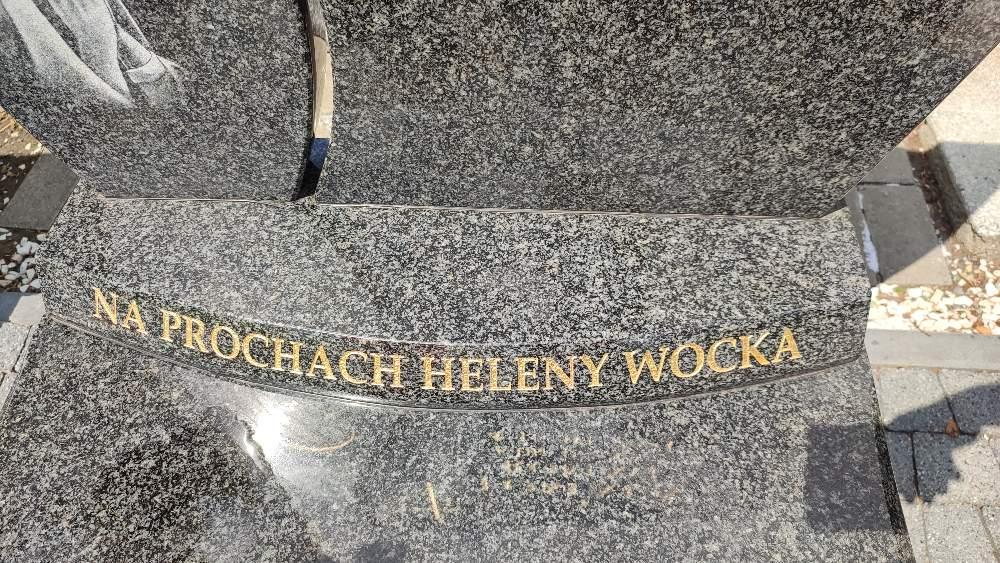 NA PROCHACH HELENY WOCKA